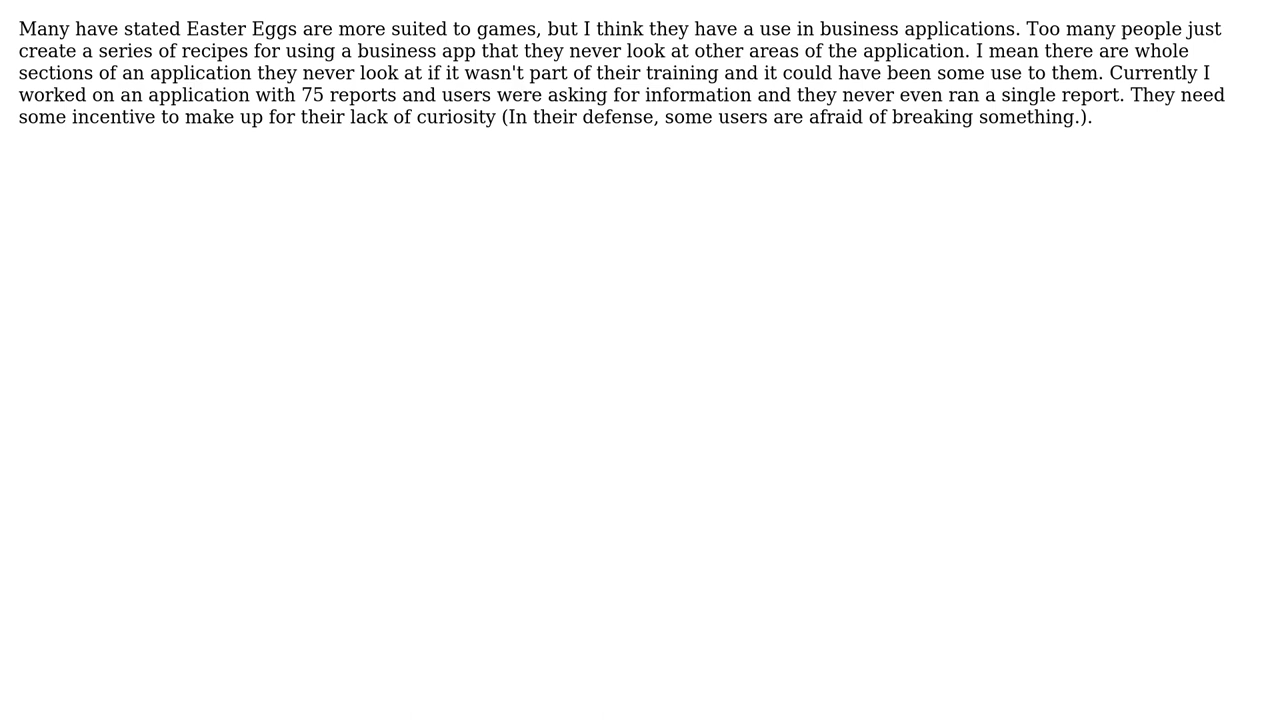 Many have stated Easter Eggs are more suited to games, but I think they have a use in business applications. Too many people just
create a series of recipes for using a business app that they never look at other areas of the application. I mean there are whole
sections of an application they never look at if it wasn't part of their training and it could have been some use to them. Currently I
worked on an application with 75 reports and users were asking for information and they never even ran a single report. They need
some incentive to make up for their lack of curiosity (In their defense, some users are afraid of breaking something.).